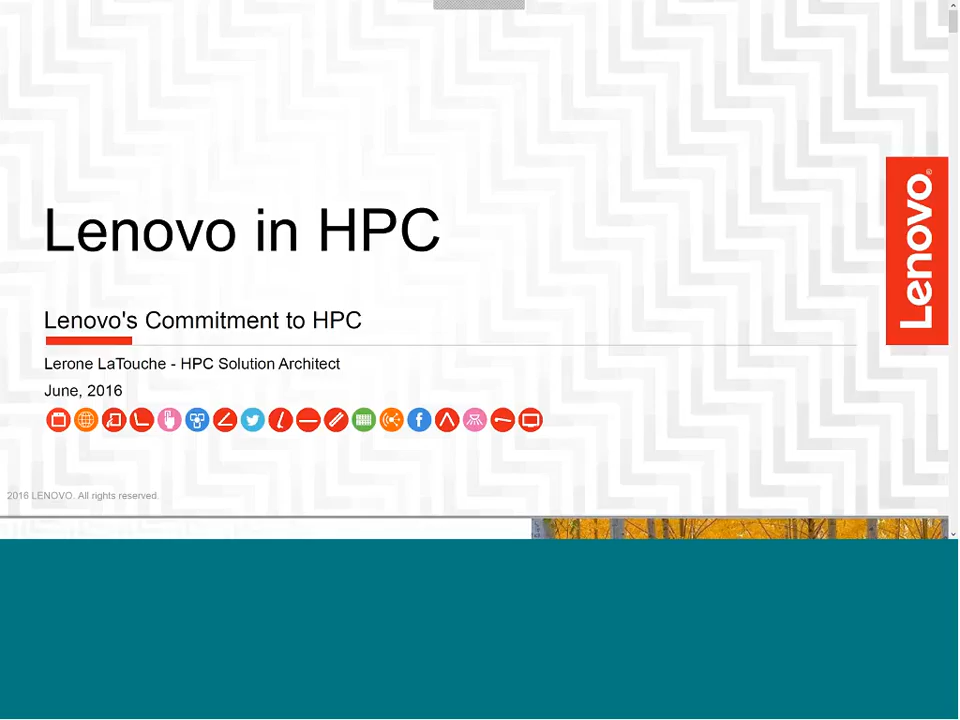 Lenovo in HPC
Lenovo®
Lenovo's Commitment to HPC
Lerone LaTouche - HPC Solution Architect
June, 2016
2016 LENOVO. All rights reserved.